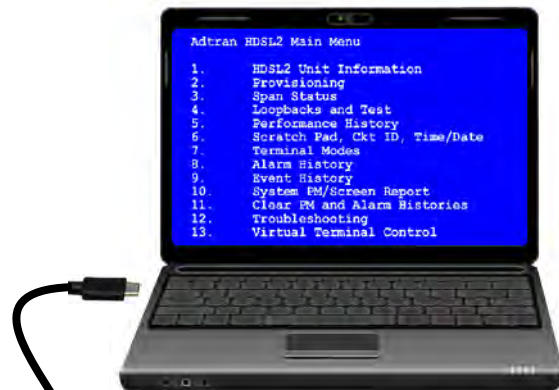 Adtran HDSL2 Main Menu
1. HDSL2 Unit Information
2. Provisioning
3. Span Status
4. Loopbacks and Test
5. Performance History
6. Scratch Pad, Ckt ID, Time/Date
7. Terminal Modes
8. Alarm History
9. Event History
10. System PM/Screen Report
11. Clear PM and Alarm Histories
12. Troubleshooting
13. Virtual Terminal Control